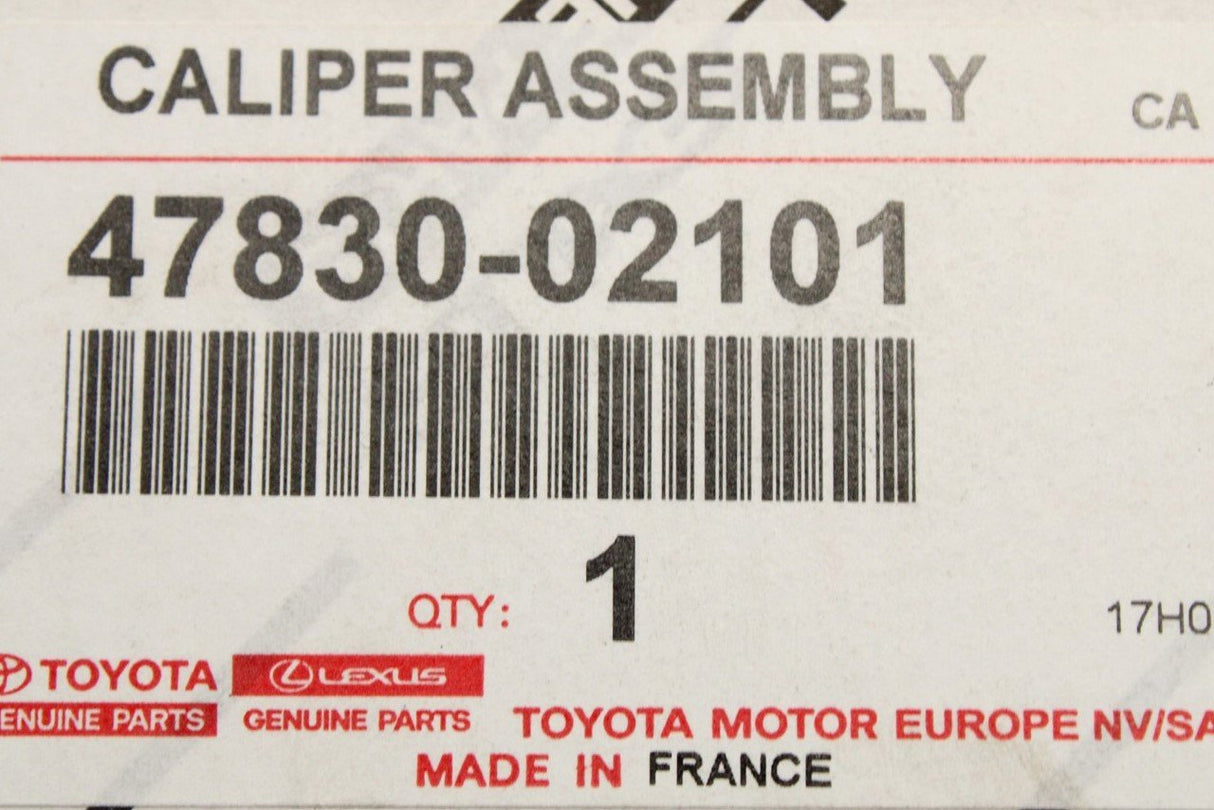 CALIPER ASSEMBLY
CA
47830-02101
QTY: 1
17H0
TOYOTA LEXUS
GENUINE PARTS GENUINE PARTS
TOYOTA MOTOR EUROPE NV/SA
MADE IN FRANCE